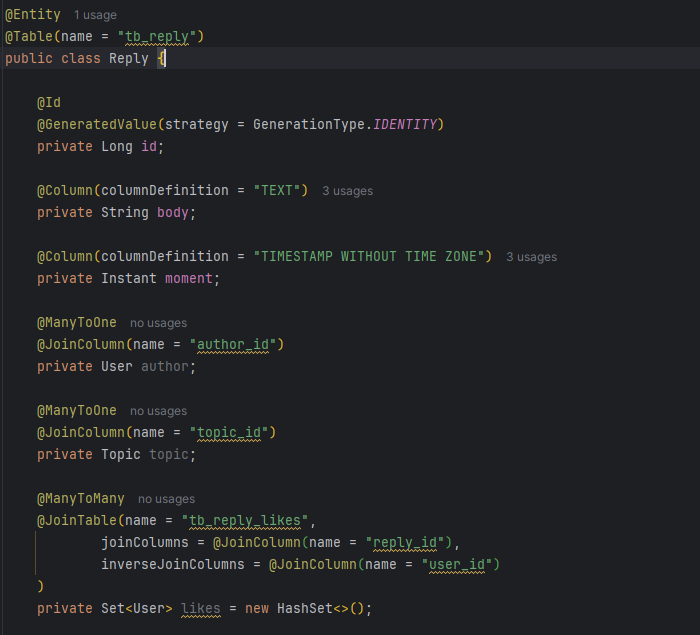 @Entity 1 usage
@Table(name = "tb_reply")
public class Reply {
@Id
@GeneratedValue(strategy = GenerationType.IDENTITY)
private Long id;
@Column(columnDefinition = "TEXT") 3 usages
private String body;
@Column(columnDefinition = "TIMESTAMP WITHOUT TIME ZONE") 3 usages
private Instant moment;
@ManyToOne no usages
@JoinColumn(name = "author_id")
private User author;
@ManyToOne no usages
@JoinColumn(name = "topic_id")
private Topic topic;
@ManyToMany no usages
@JoinTable(name = "tb_reply_likes",
joinColumns = @JoinColumn(name = "reply_id"),
inverseJoinColumns = @JoinColumn(name = "user_id")
)
private Set<User> likes = new HashSet<>();